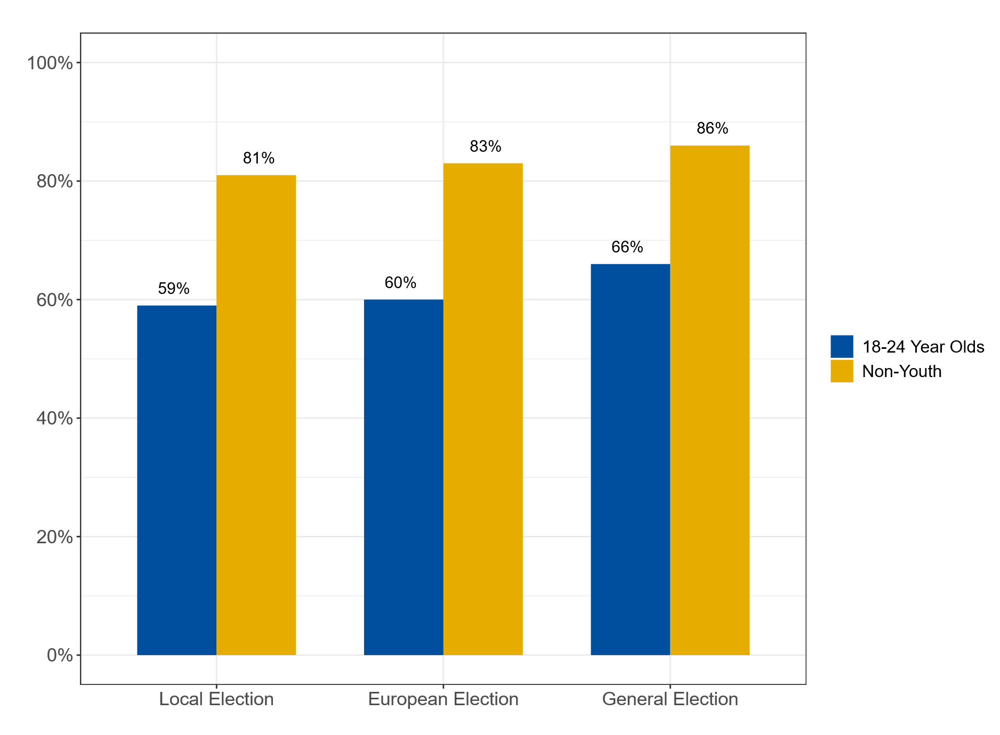 100%
80%
60%
40%
20%
0%
59%
81%
60%
83%
66%
86%
Local Election
European Election
General Election
18-24 Year Olds
Non-Youth